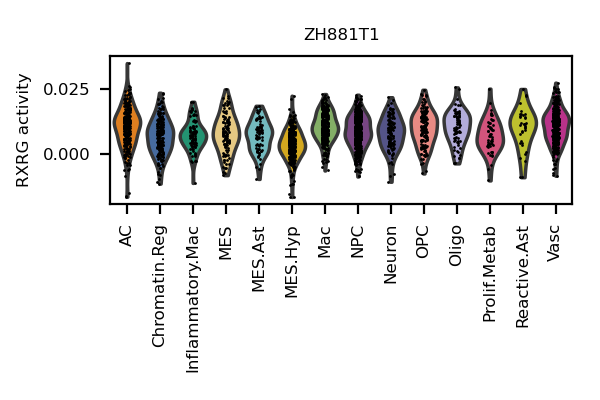 ZH881T1
RXRG activity
0.025
0.000
AC
Chromatin.Reg
Inflammatory.Mac
MES
MES.Ast
MES.Hyp
Mac
NPC
Neuron
OPC
Oligo
Prolif.Metab
Reactive.Ast
Vasc